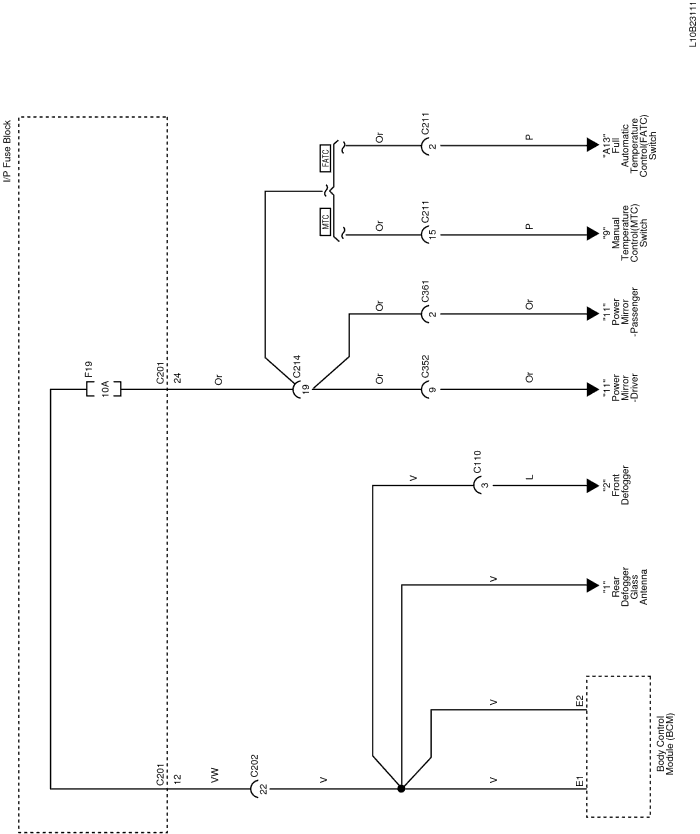 L10B23111
I/P Fuse Block
F19
10A
C201
24
Or
C214
19
FATC
MTC
Or
C211
2
P
"A13"
Full
Automatic
Temperature
Control(FATC)
Switch
Or
C211
15
P
"9"
Manual
Temperature
Control(MTC)
Switch
Or
C361
2
Or
"11"
Power
Mirror
-Passenger
Or
C352
9
Or
"11"
Power
Mirror
-Driver
V
C110
3
L
"2"
Front
Defogger
V
"1"
Rear
Defogger
Glass
Antenna
V
E2
C201
12
VW
C202
22
V
V
E1
Body Control
Module (BCM)